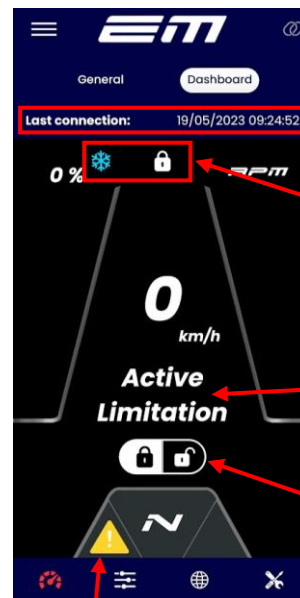 EM
General Dashboard
Last connection: 19/05/2023 09:24:52
0 % RPM
0
km/h
Active
Limitation
N